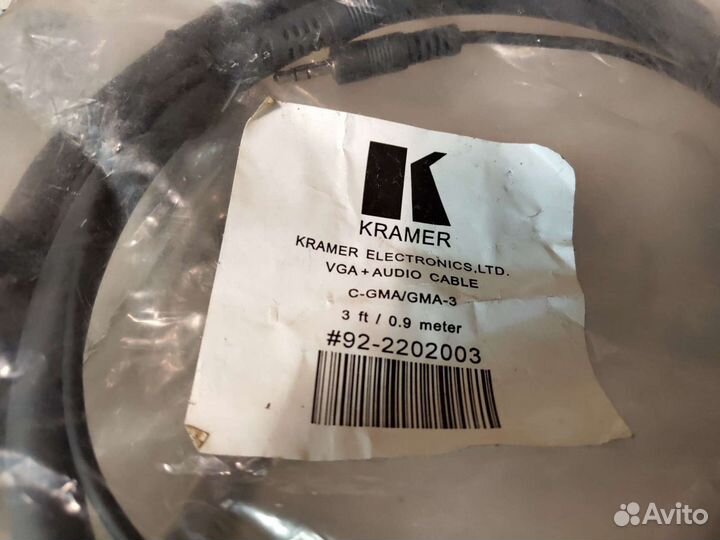 K
KRAMER
KRAMER ELECTRONICS,LTD.
VGA + AUDIO CABLE
C-GMA/GMA-3
3 ft / 0.9 meter
#92-2202003
Avito